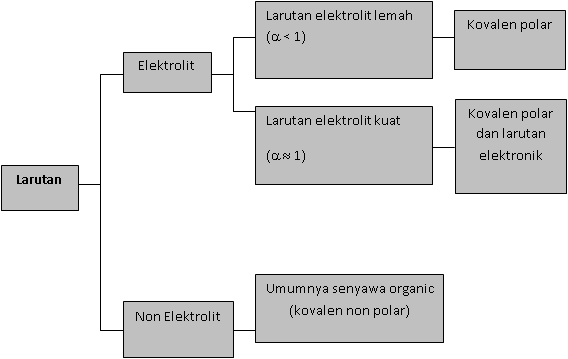 Larutan
Elektrolit
Larutan elektrolit lemah
(α < 1)
Kovalen polar
Larutan elektrolit kuat
(α ≈ 1)
Kovalen polar
dan larutan
elektronik
Non Elektrolit
Umumnya senyawa organic
(kovalen non polar)